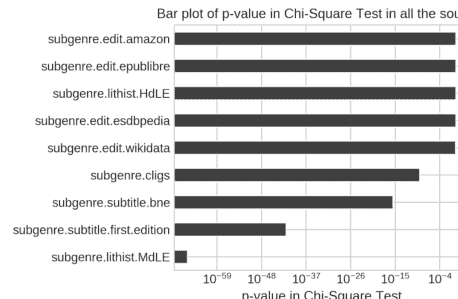 Bar plot of p-value in Chi-Square Test in all the
subgenre.edit.amazon
subgenre.edit.epublibre
subgenre.lithist.HdLE
subgenre.edit.esdbpedia
subgenre.edit.wikidata
subgenre.cligs
subgenre.subtitle.bne
subgenre.subtitle.first.edition
subgenre.lithist.MdLE
10⁻⁵⁹ 10⁻⁴⁸ 10⁻³⁷ 10⁻²⁶ 10⁻¹⁵ 10⁻⁴
p-value in Chi-Square Test